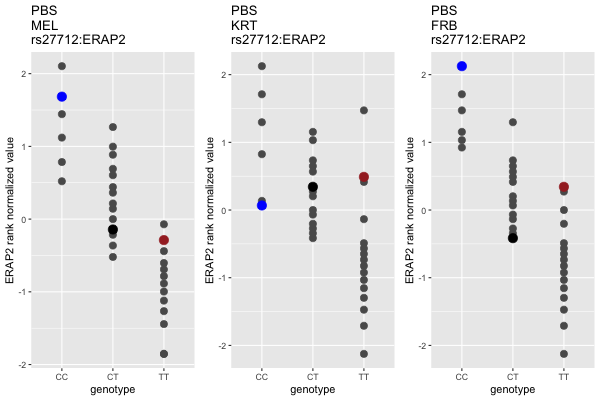 PBS
MEL
rs27712:ERAP2
ERAP2 rank normalized value
2
1
0
-1
-2
CC CT TT
genotype
PBS
KRT
rs27712:ERAP2
ERAP2 rank normalized value
2
1
0
-1
-2
CC CT TT
genotype
PBS
FRB
rs27712:ERAP2
ERAP2 rank normalized value
2
1
0
-1
-2
CC CT TT
genotype